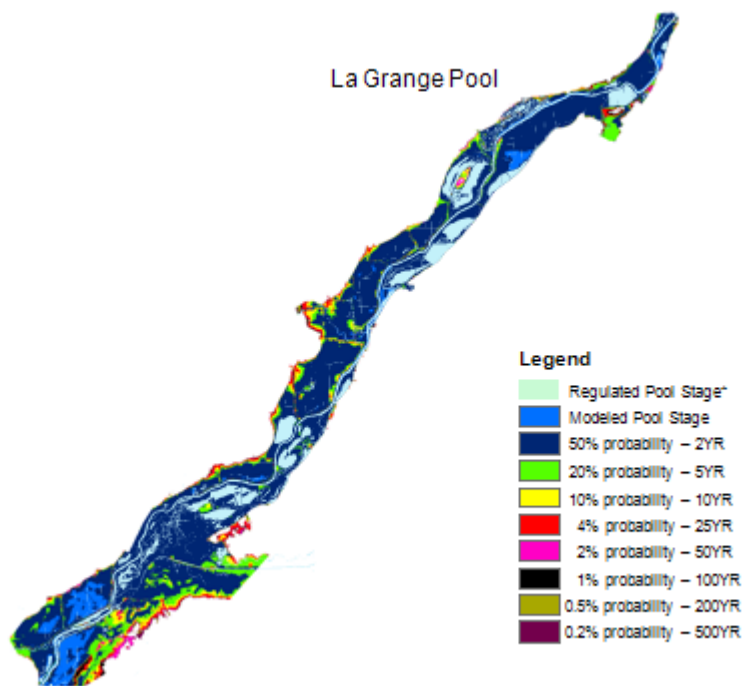 La Grange Pool
Legend
Regulated Pool Stage*
Modeled Pool Stage
50% probability – 2YR
20% probability – 5YR
10% probability – 10YR
4% probability – 25YR
2% probability – 50YR
1% probability – 100YR
0.5% probability – 200YR
0.2% probability – 500YR